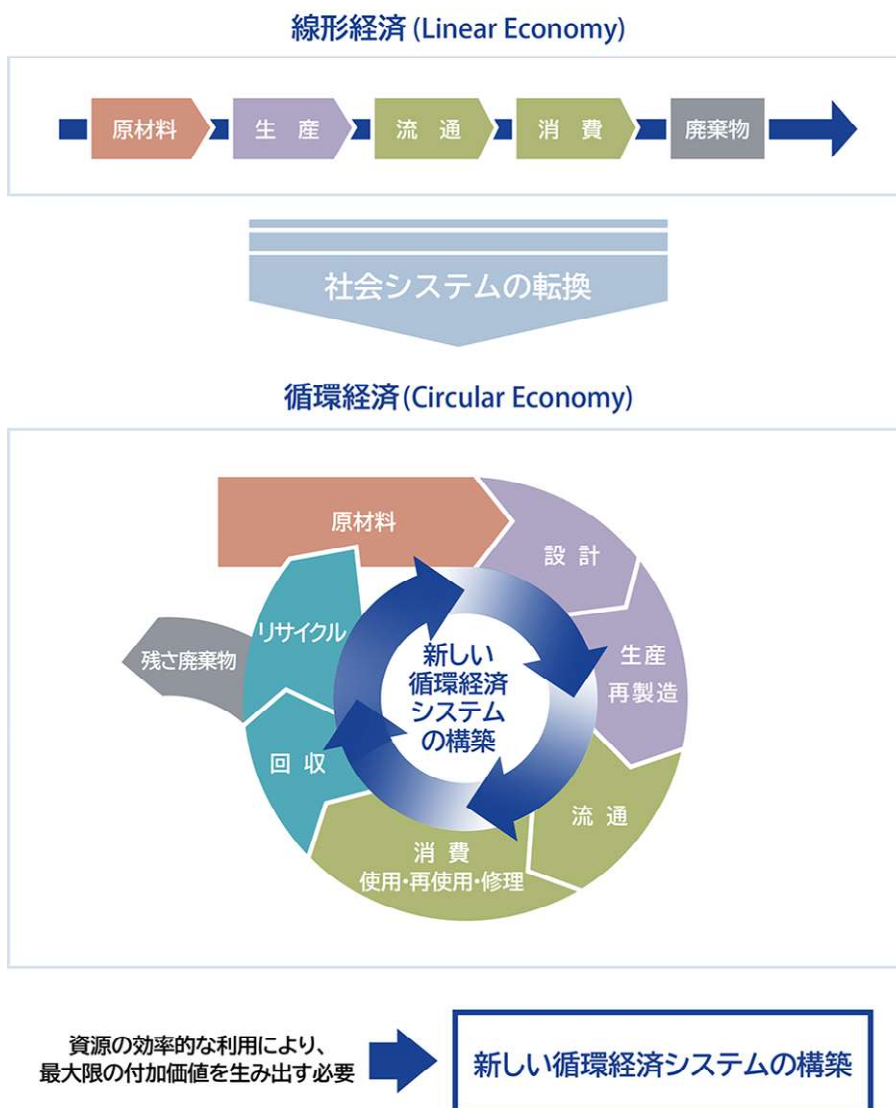 線形経済(Linear Economy)
原材料
生産
流通
消費
廃棄物
社会システムの転換
循環経済(Circular Economy)
原材料
設計
生産
再製造
流通
消費
使用・再使用・修理
回収
リサイクル
残さ廃棄物
新しい
循環経済
システム
の構築
資源の効率的な利用により、
最大限の付加価値を生み出す必要
新しい循環経済システムの構築